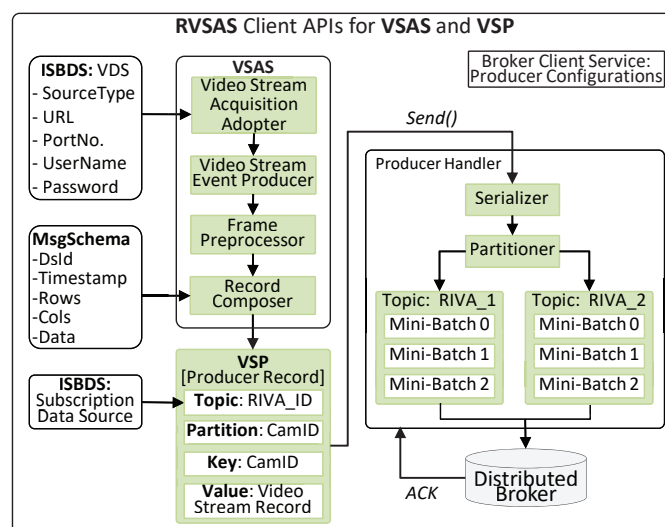 RVSAS Client APIs for VSAS and VSP
ISBDS: VDS
- SourceType
- URL
- PortNo.
- UserName
- Password
MsgSchema
-DsId
-Timestamp
-Rows
-Cols
-Data
ISBDS:
Subscription
Data Source
VSAS
Video Stream
Acquisition
Adopter
Video Stream
Event Producer
Frame
Preprocessor
Record
Composer
VSP
[Producer Record]
Topic: RIVA_ID
Partition: CamID
Key: CamID
Value: Video
Stream Record
Broker Client Service:
Producer Configurations
Send()
Producer Handler
Serializer
Partitioner
Topic: RIVA_1
Mini-Batch 0
Mini-Batch 1
Mini-Batch 2
Topic: RIVA_2
Mini-Batch 0
Mini-Batch 1
Mini-Batch 2
ACK
Distributed
Broker